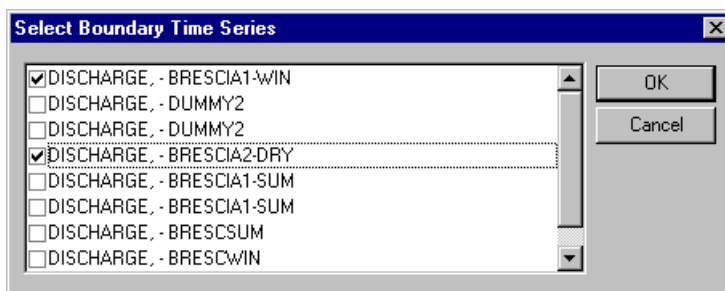 Select Boundary Time Series
DISCHARGE, - BRESCIA1-WIN
DISCHARGE, - DUMMY2
DISCHARGE, - DUMMY2
DISCHARGE, - BRESCIA2-DRY
DISCHARGE, - BRESCIA1-SUM
DISCHARGE, - BRESCIA1-SUM
DISCHARGE, - BRESCSUM
DISCHARGE, - BRESCWIN
OK
Cancel